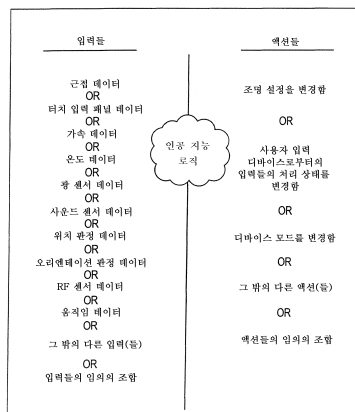 입력들
근접 데이터
OR
터치 입력 패널 데이터
OR
가속 데이터
OR
온도 데이터
OR
광 센서 데이터
OR
사운드 센서 데이터
OR
위치 판정 데이터
OR
오리엔테이션 판정 데이터
OR
RF 센서 데이터
OR
움직임 데이터
OR
그 밖의 다른 입력(들)
OR
입력들의 임의의 조합
인공 지능
로직
액션들
조명 설정을 변경함
OR
사용자 입력
디바이스로부터의
입력들의 처리 상태를
변경함
OR
디바이스 모드를 변경함
OR
그 밖의 다른 액션(들)
OR
액션들의 임의의 조합